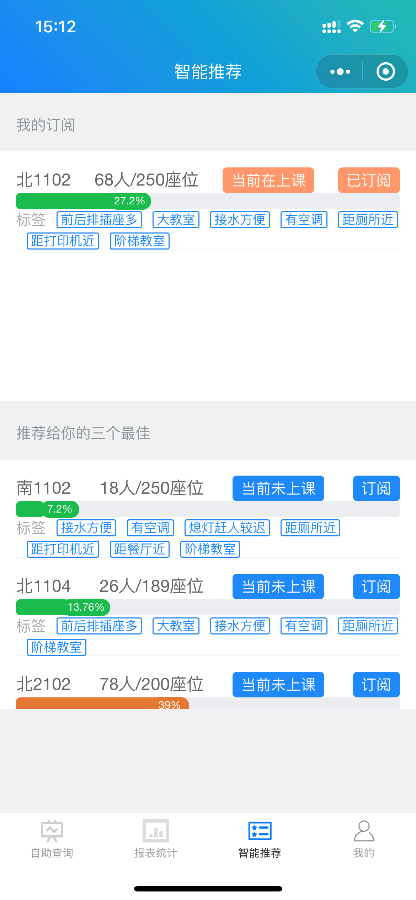 15:12
智能推荐
我的订阅
北1102 68人/250座位 当前在上课 已订阅
27.2%
标签 前后排插座多 大教室 接水方便 有空调 距厕所近
距打印机近 阶梯教室
推荐给你的三个最佳
南1102 18人/250座位 当前未上课 订阅
7.2%
标签 接水方便 有空调 熄灯赶人较迟 距厕所近
距打印机近 距餐厅近 阶梯教室
北1104 26人/189座位 当前未上课 订阅
13.76%
标签 前后排插座多 大教室 接水方便 有空调 距厕所近
阶梯教室
北2102 78人/200座位 当前未上课 订阅
39%
自助查询 报表统计 智能推荐 我的